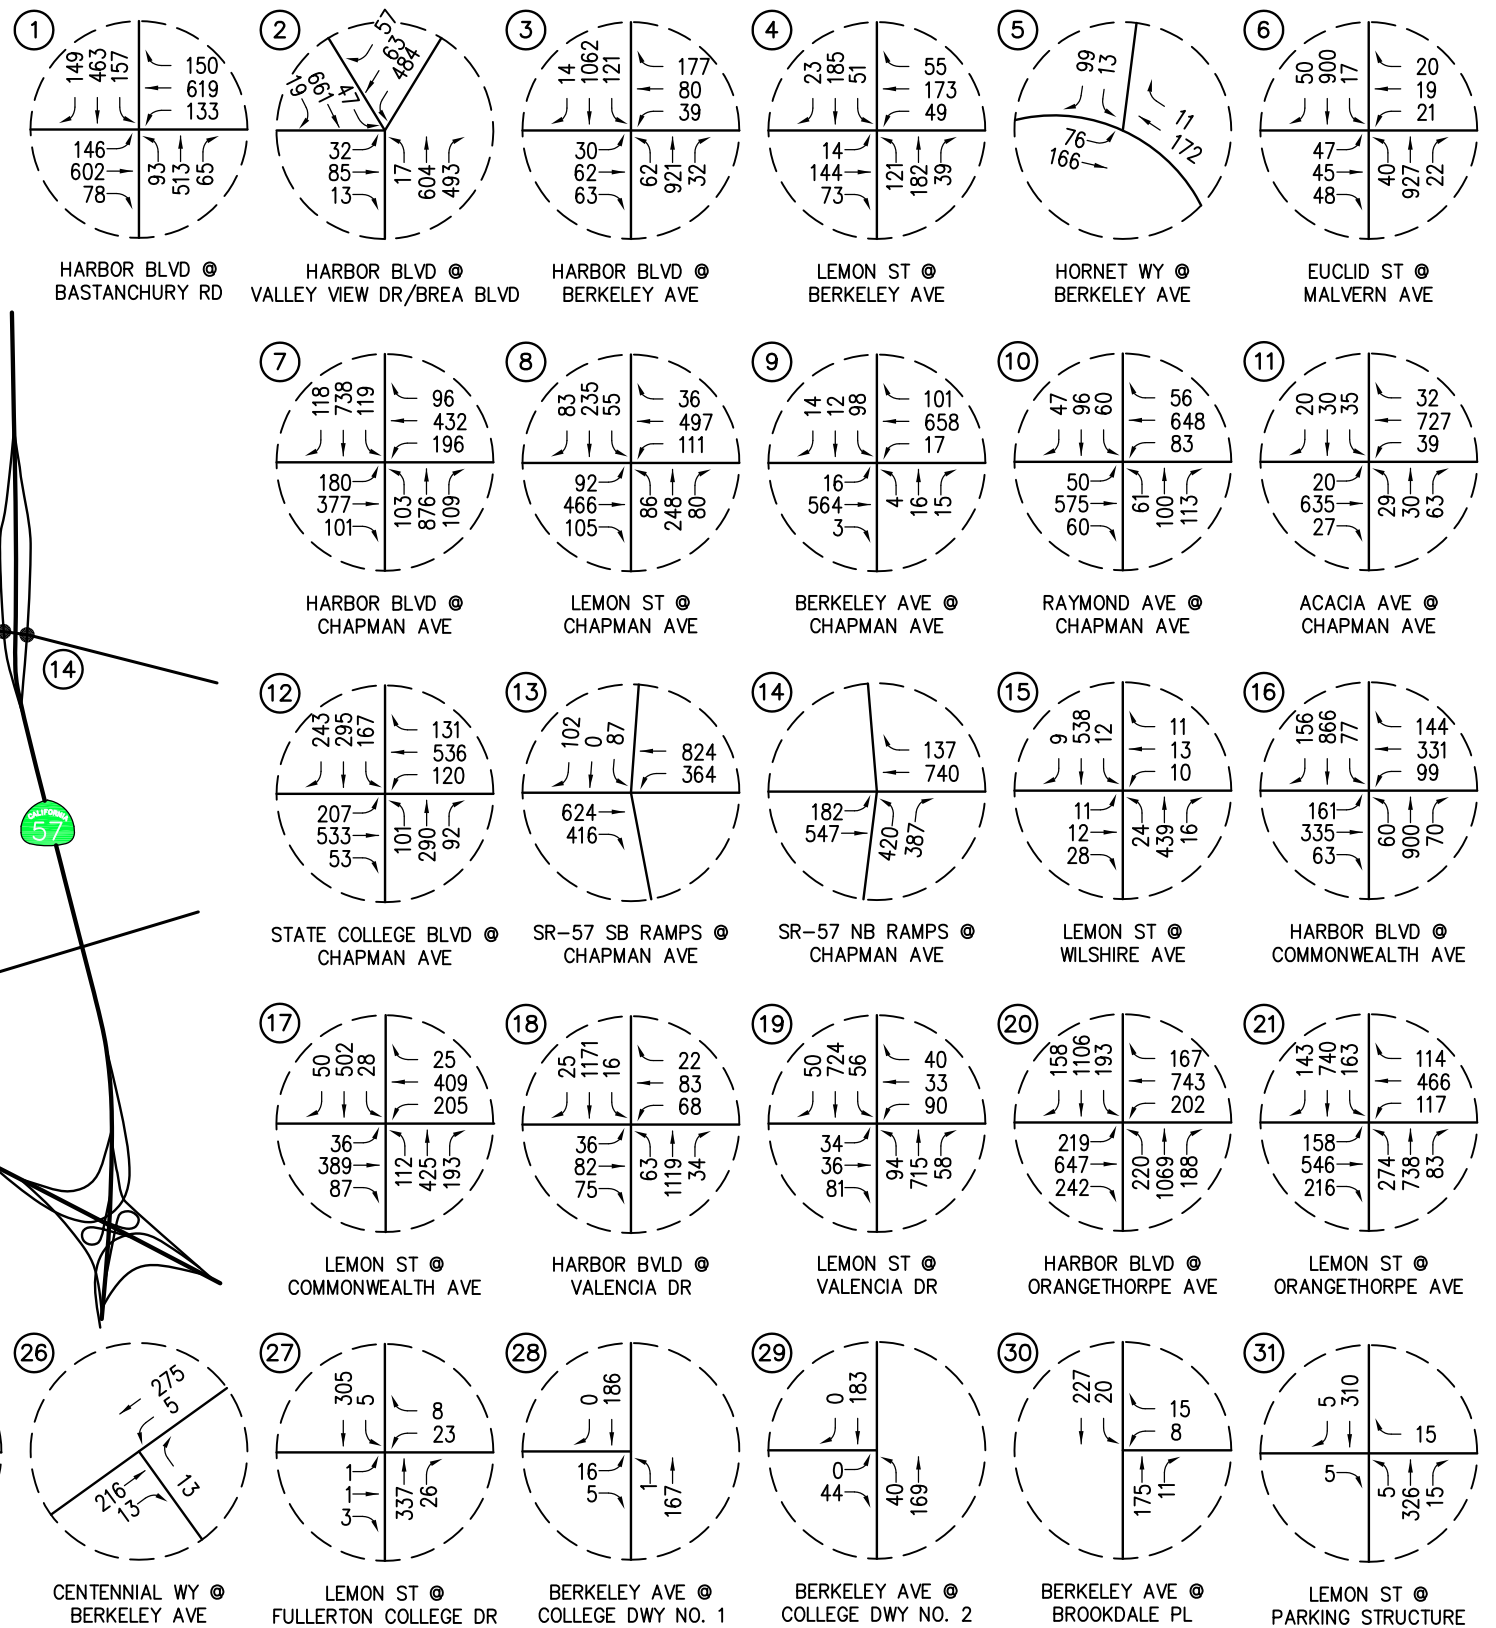 1
149 463 157
150
619
133
146
602
78
93 513 65
HARBOR BLVD @
BASTANCHURY RD
2
19 661 47
57
63
484
32
85
13
17 604 493
HARBOR BLVD @
VALLEY VIEW DR/BREA BLVD
3
14 1062 121
177
80
39
30
62
63
62 921 32
HARBOR BLVD @
BERKELEY AVE
4
23 185 51
55
173
49
14
144
73
121 182 39
LEMON ST @
BERKELEY AVE
5
99 13
11
172
76
166
HORNET WY @
BERKELEY AVE
6
50 900 17
20
19
21
47
45
48
40 927 22
EUCLID ST @
MALVERN AVE
7
118 738 119
96
432
196
180
377
101
103 876 109
HARBOR BLVD @
CHAPMAN AVE
8
83 235 55
36
497
111
92
466
105
86 248 80
LEMON ST @
CHAPMAN AVE
9
14 12 98
101
658
17
16
564
3
4 16 15
BERKELEY AVE @
CHAPMAN AVE
10
47 96 60
56
648
83
50
575
60
61 100 113
RAYMOND AVE @
CHAPMAN AVE
11
20 30 35
32
727
39
20
635
27
29 30 63
ACACIA AVE @
CHAPMAN AVE
14
CALIFORNIA
57
12
243 295 167
131
536
120
207
533
53
101 290 92
STATE COLLEGE BLVD @
CHAPMAN AVE
13
102 0 87
824
364
624
416
SR-57 SB RAMPS @
CHAPMAN AVE
14
137
740
182
547
420 387
SR-57 NB RAMPS @
CHAPMAN AVE
15
9 538 12
11
13
10
11
12
28
24 439 16
LEMON ST @
WILSHIRE AVE
16
156 866 77
144
331
99
161
335
63
60 900 70
HARBOR BLVD @
COMMONWEALTH AVE
17
50 502 28
25
409
205
36
389
87
112 425 193
LEMON ST @
COMMONWEALTH AVE
18
25 1171 16
22
83
68
36
82
75
63 1119 34
HARBOR BVLD @
VALENCIA DR
19
50 724 56
40
33
90
34
36
81
94 715 58
LEMON ST @
VALENCIA DR
20
158 1106 193
167
743
202
219
647
242
220 1069 188
HARBOR BLVD @
ORANGETHORPE AVE
21
143 740 163
114
466
117
158
546
216
274 738 83
LEMON ST @
ORANGETHORPE AVE
26
275
5
216
13
13
CENTENNIAL WY @
BERKELEY AVE
27
305 5
8
23
1
1
3
337 26
LEMON ST @
FULLERTON COLLEGE DR
28
0 186
16
5
1 167
BERKELEY AVE @
COLLEGE DWY NO. 1
29
0 183
0
44
40 169
BERKELEY AVE @
COLLEGE DWY NO. 2
30
227 20
15
8
175 11
BERKELEY AVE @
BROOKDALE PL
31
5 310
15
5
5 326 15
LEMON ST @
PARKING STRUCTURE